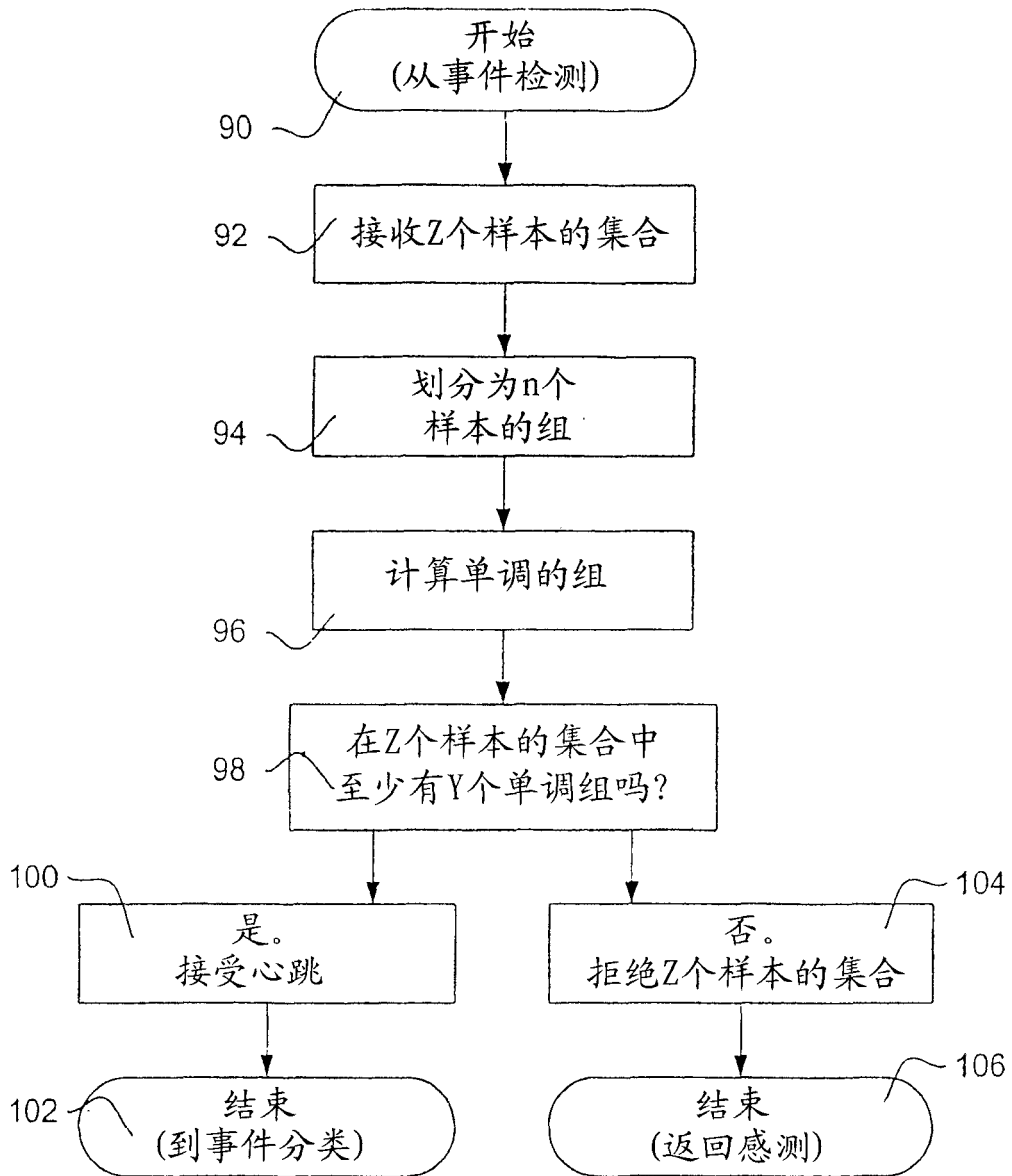 开始
(从事件检测)
90
接收Z个样本的集合
92
划分为n个
样本的组
94
计算单调的组
96
在Z个样本的集合中
至少有Y个单调组吗?
98
100
是。
接受心跳
104
否。
拒绝Z个样本的集合
102
结束
(到事件分类)
106
结束
(返回感测)